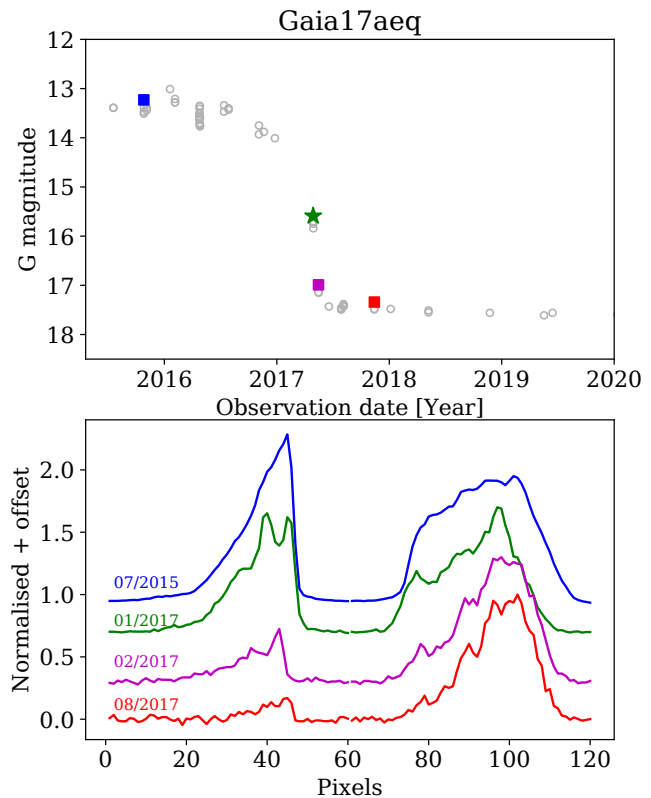 Gaia17aeq
12
13
14
15
16
17
18
G magnitude
2016 2017 2018 2019 2020
Observation date [Year]
2.0
1.5
1.0
0.5
0.0
Normalised + offset
07/2015
01/2017
02/2017
08/2017
0 20 40 60 80 100 120
Pixels